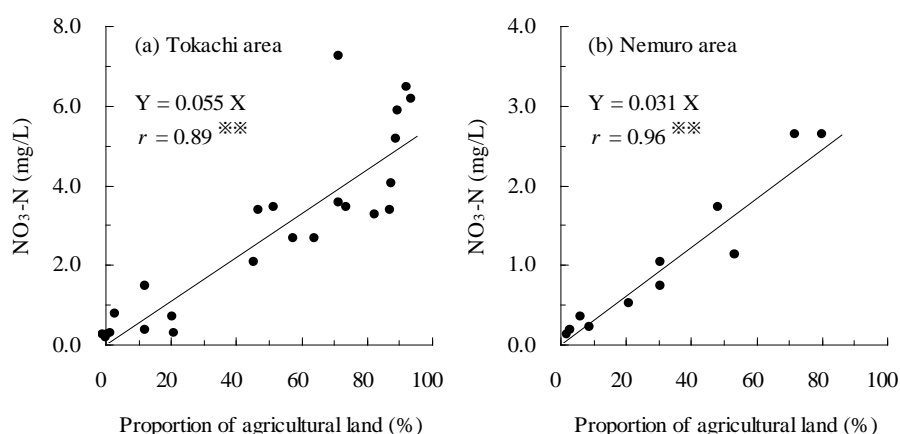 8.0
(a) Tokachi area
Y = 0.055 X
r = 0.89 ※※
6.0
4.0
2.0
0.0
NO3-N (mg/L)
0 20 40 60 80 100
Proportion of agricultural land (%)
4.0
(b) Nemuro area
Y = 0.031 X
r = 0.96 ※※
3.0
2.0
1.0
0.0
NO3-N (mg/L)
0 20 40 60 80 100
Proportion of agricultural land (%)